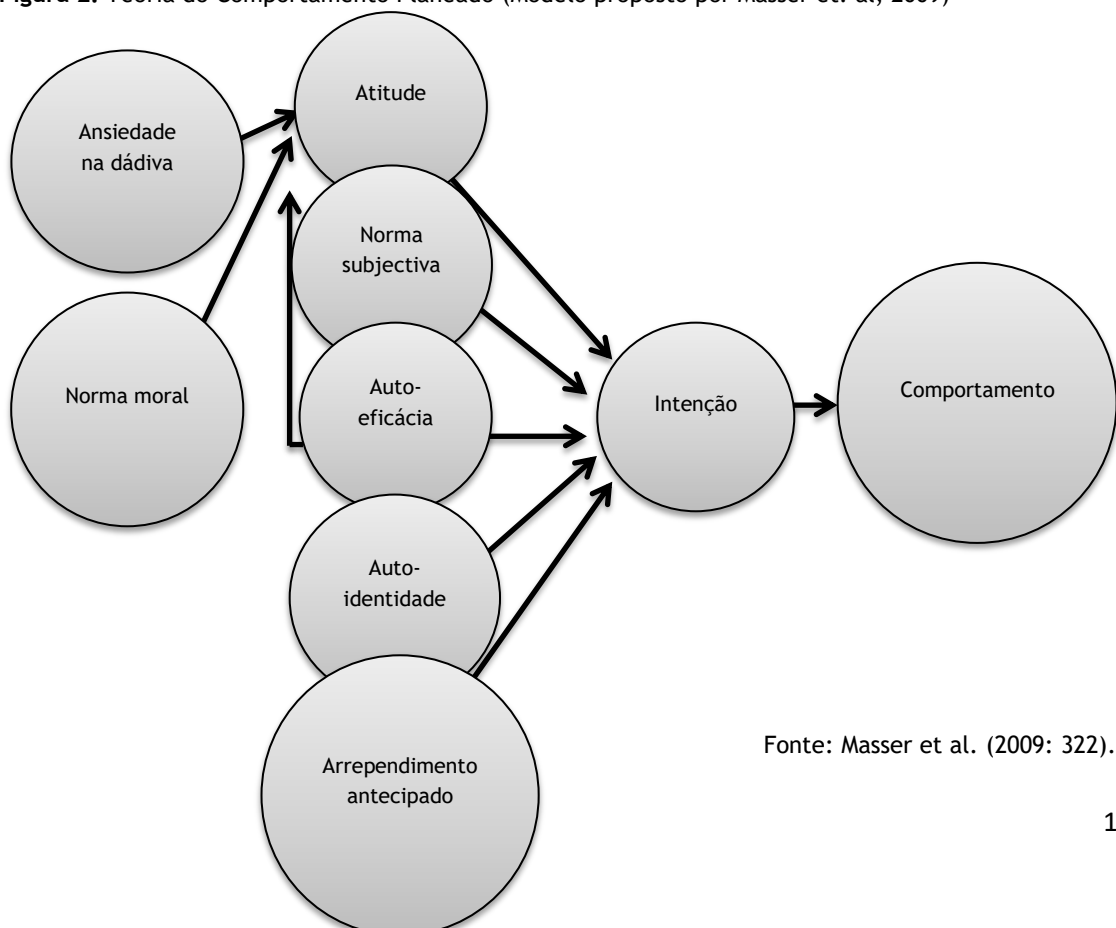 Figura 2. Teoria do Comportamento Planeado (Modelo proposto por Masser et. al, 2009)
Atitude
Ansiedade
na dádiva
Norma
subjectiva
Norma moral
Auto-
eficácia
Intenção
Comportamento
Auto-
identidade
Arrependimento
antecipado
Fonte: Masser et al. (2009: 322).
1